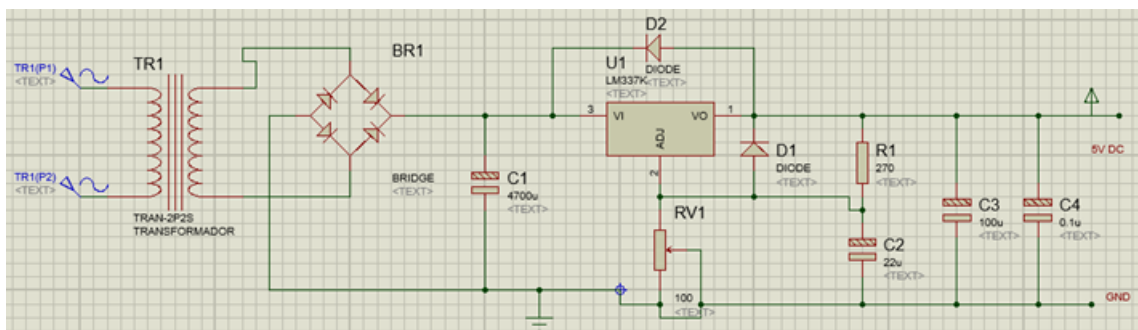 TR1(P1)
<TEXT>
TR1
BR1
D2
DIODE
<TEXT>
U1
LM337K
<TEXT>
3
VI
VO
1
ADJ
2
D1
DIODE
<TEXT>
R1
270
<TEXT>
5V DC
TR1(P2)
<TEXT>
BRIDGE
<TEXT>
C1
4700u
<TEXT>
RV1
C3
100u
<TEXT>
C4
0.1u
<TEXT>
TRAN-2P2S
TRANSFORMADOR
C2
22u
<TEXT>
100
<TEXT>
GND